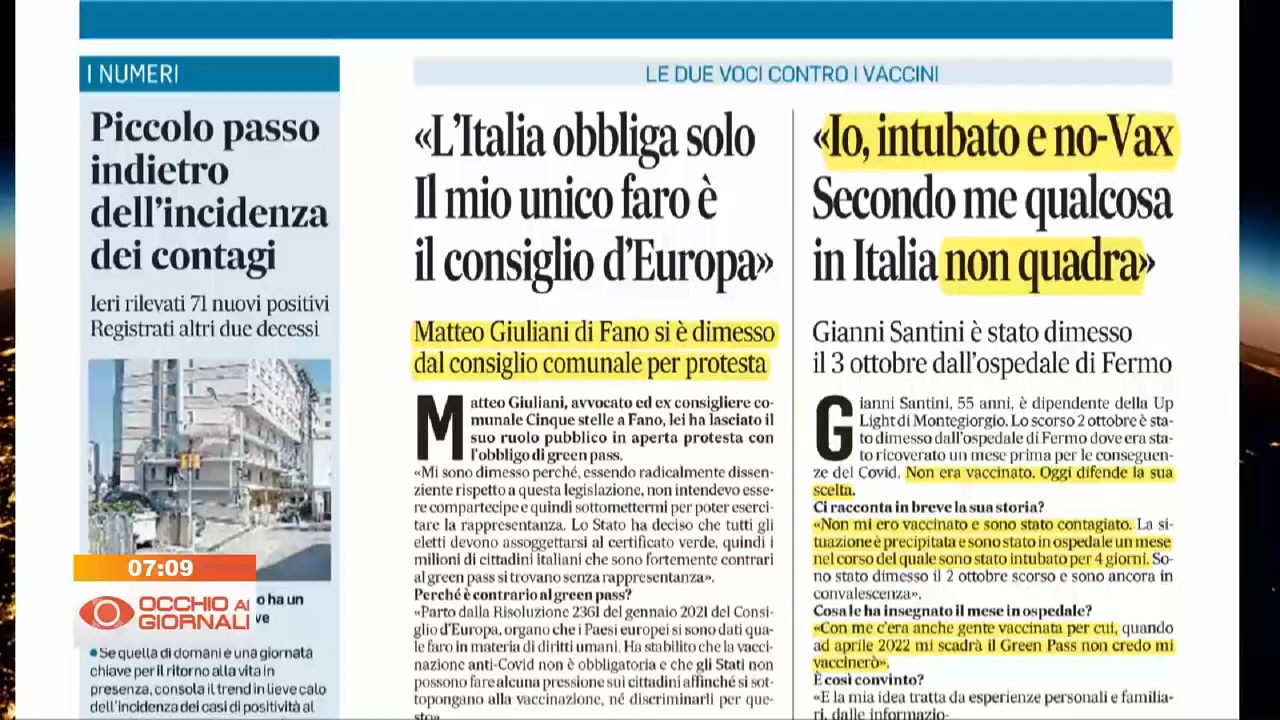 I NUMERI
Piccolo passo
indietro
dell'incidenza
dei contagi
Ieri rilevati 71 nuovi positivi
Registrati altri due decessi
o ha un
ve
•Se quella di domani è una giornata
chiave per il ritorno alla vita in
presenza, consola il trend in lieve calo
dell'incidenza dei casi di positività al
07:09
OCCHIO AI
GIORNALI
LE DUE VOCI CONTRO I VACCINI
«L'Italia obbliga solo
Il mio unico faro è
il consiglio d'Europa»
Matteo Giuliani di Fano si è dimesso
dal consiglio comunale per protesta
Matteo Giuliani, avvocato ed ex consigliere co-
munale Cinque stelle a Fano, lei ha lasciato il
suo ruolo pubblico in aperta protesta con
l'obbligo di green pass.
«Mi sono dimesso perché, essendo radicalmente dissen-
ziente rispetto a questa legislazione, non intendevo esse-
re compartecipe e quindi sottomettermi per poter eserci-
tare la rappresentanza. Lo Stato ha deciso che tutti gli
eletti devono assoggettarsi al certificato verde, quindi i
milioni di cittadini italiani che sono fortemente contrari
al green pass si trovano senza rappresentanza».
Perché è contrario al green pass?
«Parto dalla Risoluzione 2361 del gennaio 2021 del Consi-
glio d'Europa, organo che i Paesi europei si sono dati qua-
le faro in materia di diritti umani. Ha stabilito che la vacci-
nazione anti-Covid non è obbligatoria e che gli Stati non
possono fare alcuna pressione sui cittadini affinché si sot-
topongano alla vaccinazione, né discriminarli per que-
sto».
«Io, intubato e no-Vax
Secondo me qualcosa
in Italia non quadra»
Gianni Santini è stato dimesso
il 3 ottobre dall'ospedale di Fermo
Gianni Santini, 55 anni, è dipendente della Up
Light di Montegiorgio. Lo scorso 2 ottobre è sta-
to dimesso dall'ospedale di Fermo dove era sta-
to ricoverato un mese prima per le conseguen-
ze del Covid. Non era vaccinato. Oggi difende la sua
scelta.
Ci racconta in breve la sua storia?
«Non mi ero vaccinato e sono stato contagiato. La si-
tuazione è precipitata e sono stato in ospedale un mese
nel corso del quale sono stato intubato per 4 giorni. So-
no stato dimesso il 2 ottobre scorso e sono ancora in
convalescenza».
Cosa le ha insegnato il mese in ospedale?
«Con me c'era anche gente vaccinata per cui, quando
ad aprile 2022 mi scadrà il Green Pass non credo mi
vaccinerò».
È così convinto?
«E la mia idea tratta da esperienze personali e familia-
ri, dalle informazio-